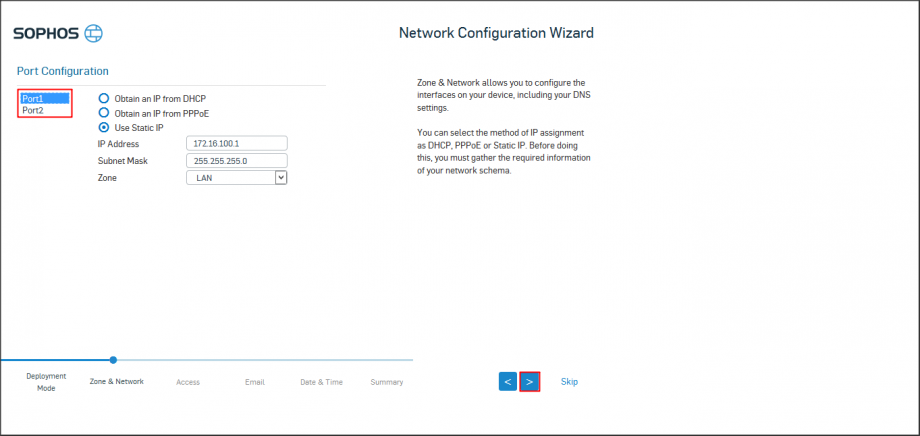 SOPHOS
Network Configuration Wizard
Port Configuration
Port1
Port2
Obtain an IP from DHCP
Obtain an IP from PPPoE
Use Static IP
IP Address 172.16.100.1
Subnet Mask 255.255.255.0
Zone LAN
Zone & Network allows you to configure the
interfaces on your device, including your DNS
settings.
You can select the method of IP assignment
as DHCP, PPPoE or Static IP. Before doing
this, you must gather the required information
of your network schema.
Deployment
Mode
Zone & Network
Access
Email
Date & Time
Summary
< >
Skip